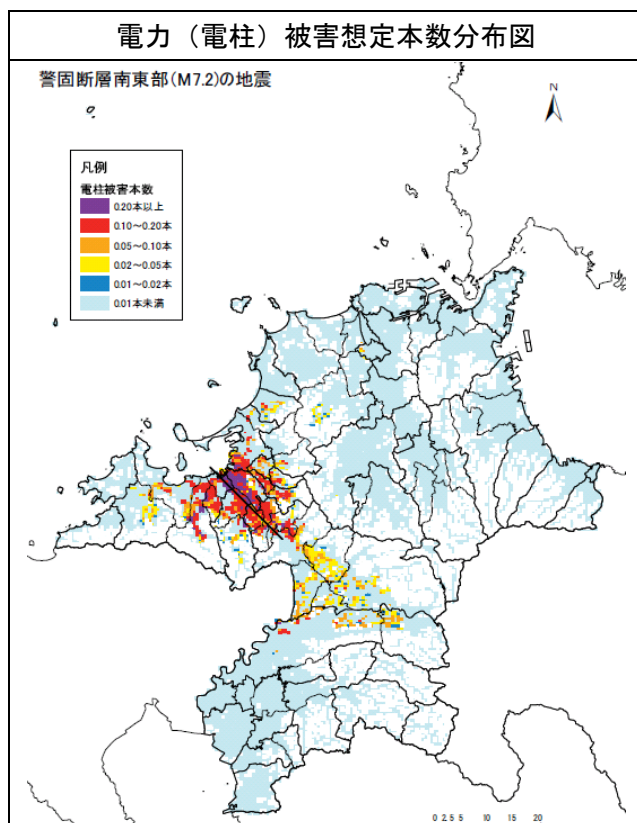 電力（電柱）被害想定本数分布図
警固断層南東部(M7.2)の地震
N
凡例
電柱被害本数
0.20本以上
0.10～0.20本
0.05～0.10本
0.02～0.05本
0.01～0.02本
0.01本未満
0 2.5 5 10 15 20